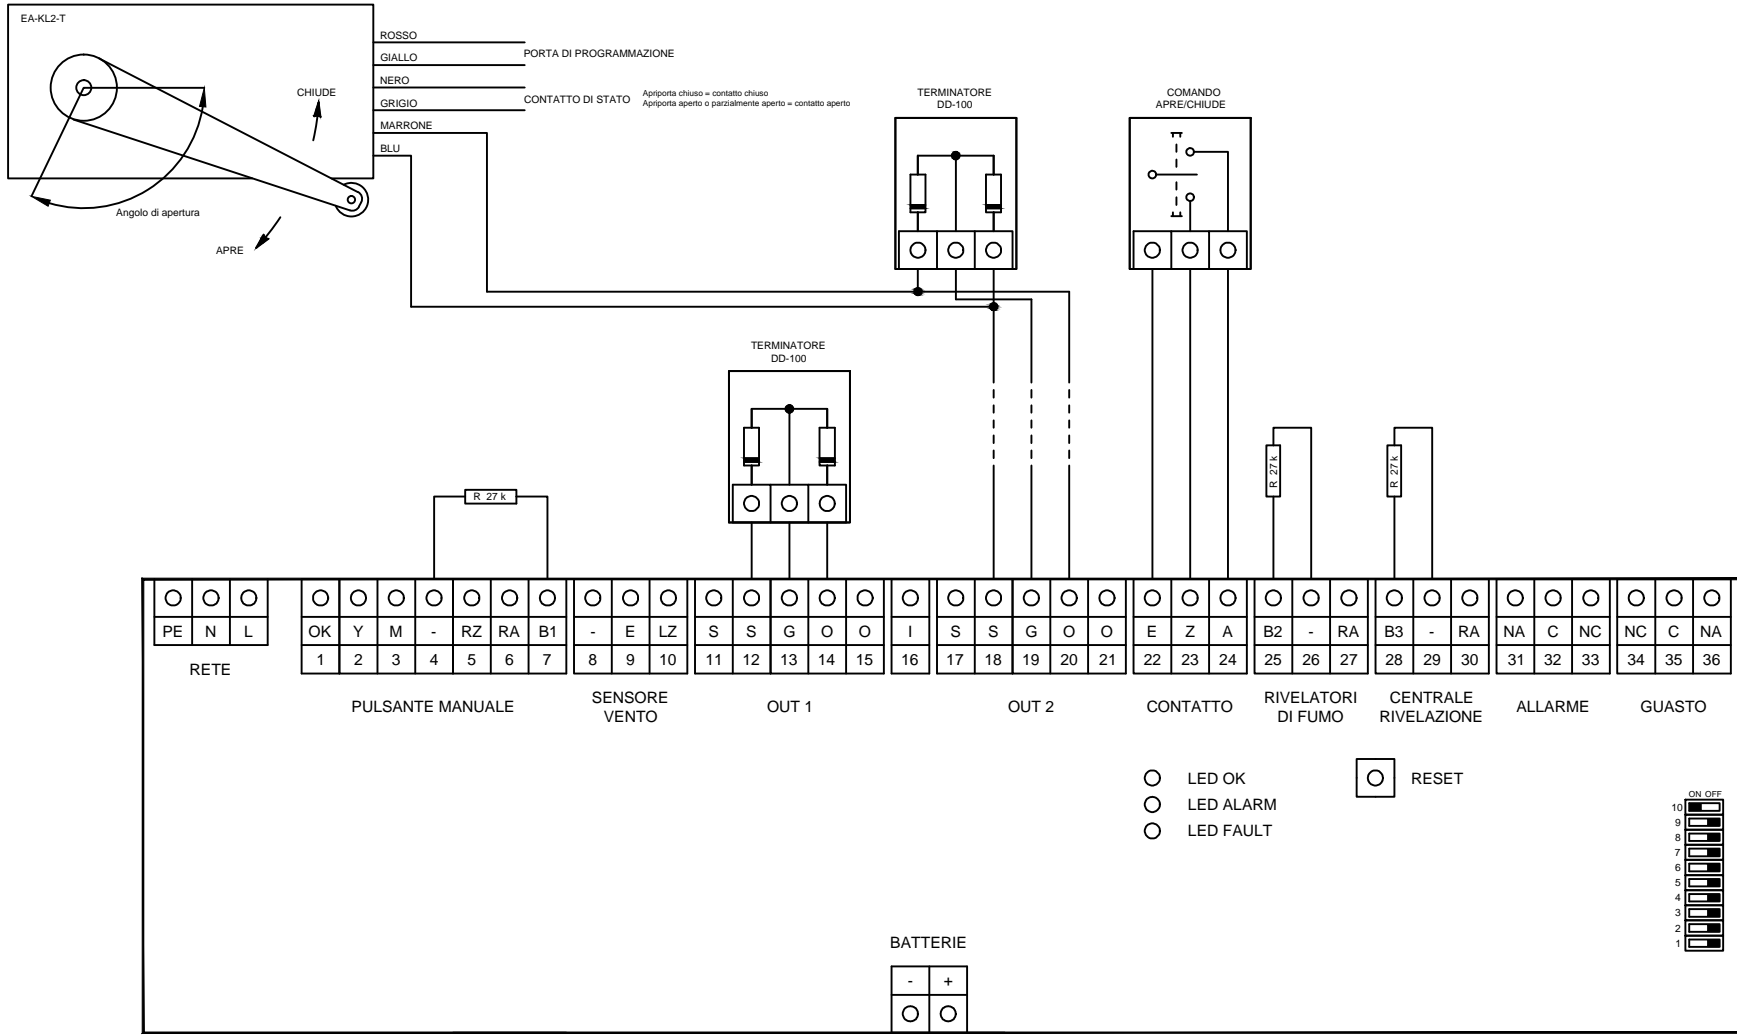 EA-KL2-T
ROSSO
GIALLO
PORTA DI PROGRAMMAZIONE
NERO
GRIGIO
CONTATTO DI STATO
Apriporta chiuso = contatto chiuso
Apriporta aperto o parzialmente aperto = contatto aperto
MARRONE
BLU
CHIUDE
Angolo di apertura
APRE
TERMINATORE
DD-100
COMANDO
APRE/CHIUDE
TERMINATORE
DD-100
R 27 k
R 27 k
R 27 k
PE N L
OK Y M - RZ RA B1
- E LZ
S S G O O
I
S S G O O
E Z A
B2 - RA
B3 - RA
NA C NC
NC C NA
1 2 3 4 5 6 7
8 9 10
11 12 13 14 15
16
17 18 19 20 21
22 23 24
25 26 27
28 29 30
31 32 33
34 35 36
RETE
PULSANTE MANUALE
SENSORE
VENTO
OUT 1
OUT 2
CONTATTO
RIVELATORI
DI FUMO
CENTRALE
RIVELAZIONE
ALLARME
GUASTO
LED OK
LED ALARM
LED FAULT
RESET
ON OFF
10
9
8
7
6
5
4
3
2
1
BATTERIE
- +